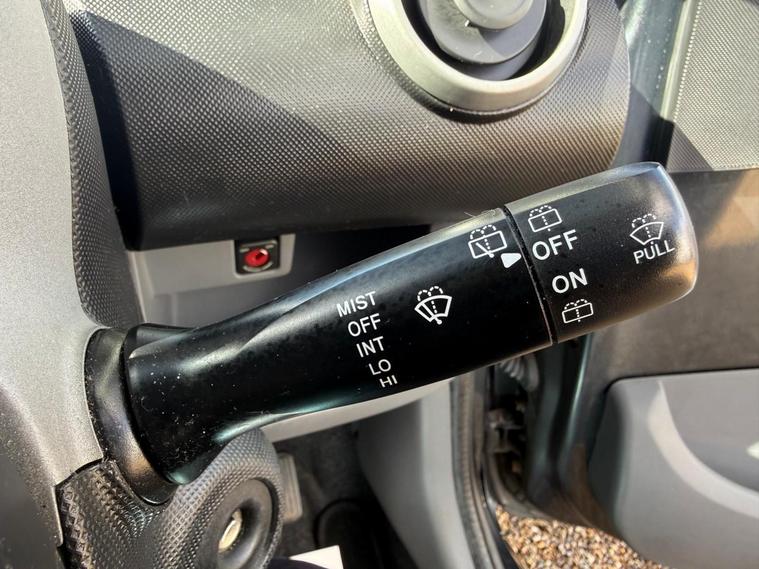 MIST
OFF
INT
LO
HI
OFF
ON
PULL